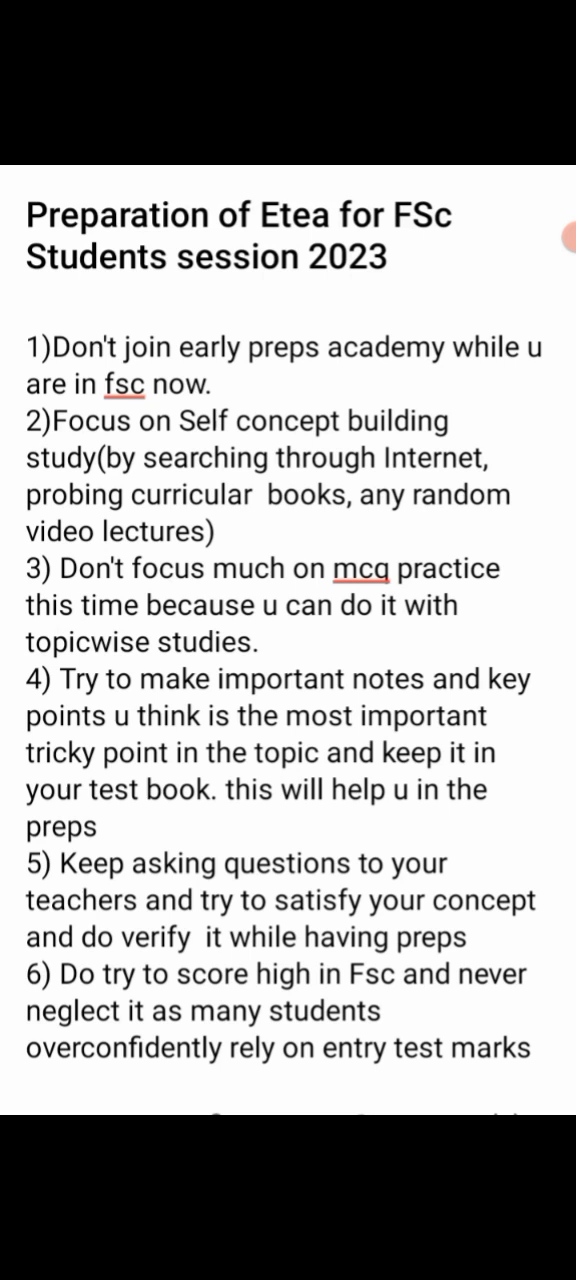 Preparation of Etea for FSc
Students session 2023
1)Don't join early preps academy while u
are in fsc now.
2)Focus on Self concept building
study(by searching through Internet,
probing curricular  books, any random
video lectures)
3) Don't focus much on mcq practice
this time because u can do it with
topicwise studies.
4) Try to make important notes and key
points u think is the most important
tricky point in the topic and keep it in
your test book. this will help u in the
preps
5) Keep asking questions to your
teachers and try to satisfy your concept
and do verify  it while having preps
6) Do try to score high in Fsc and never
neglect it as many students
overconfidently rely on entry test marks